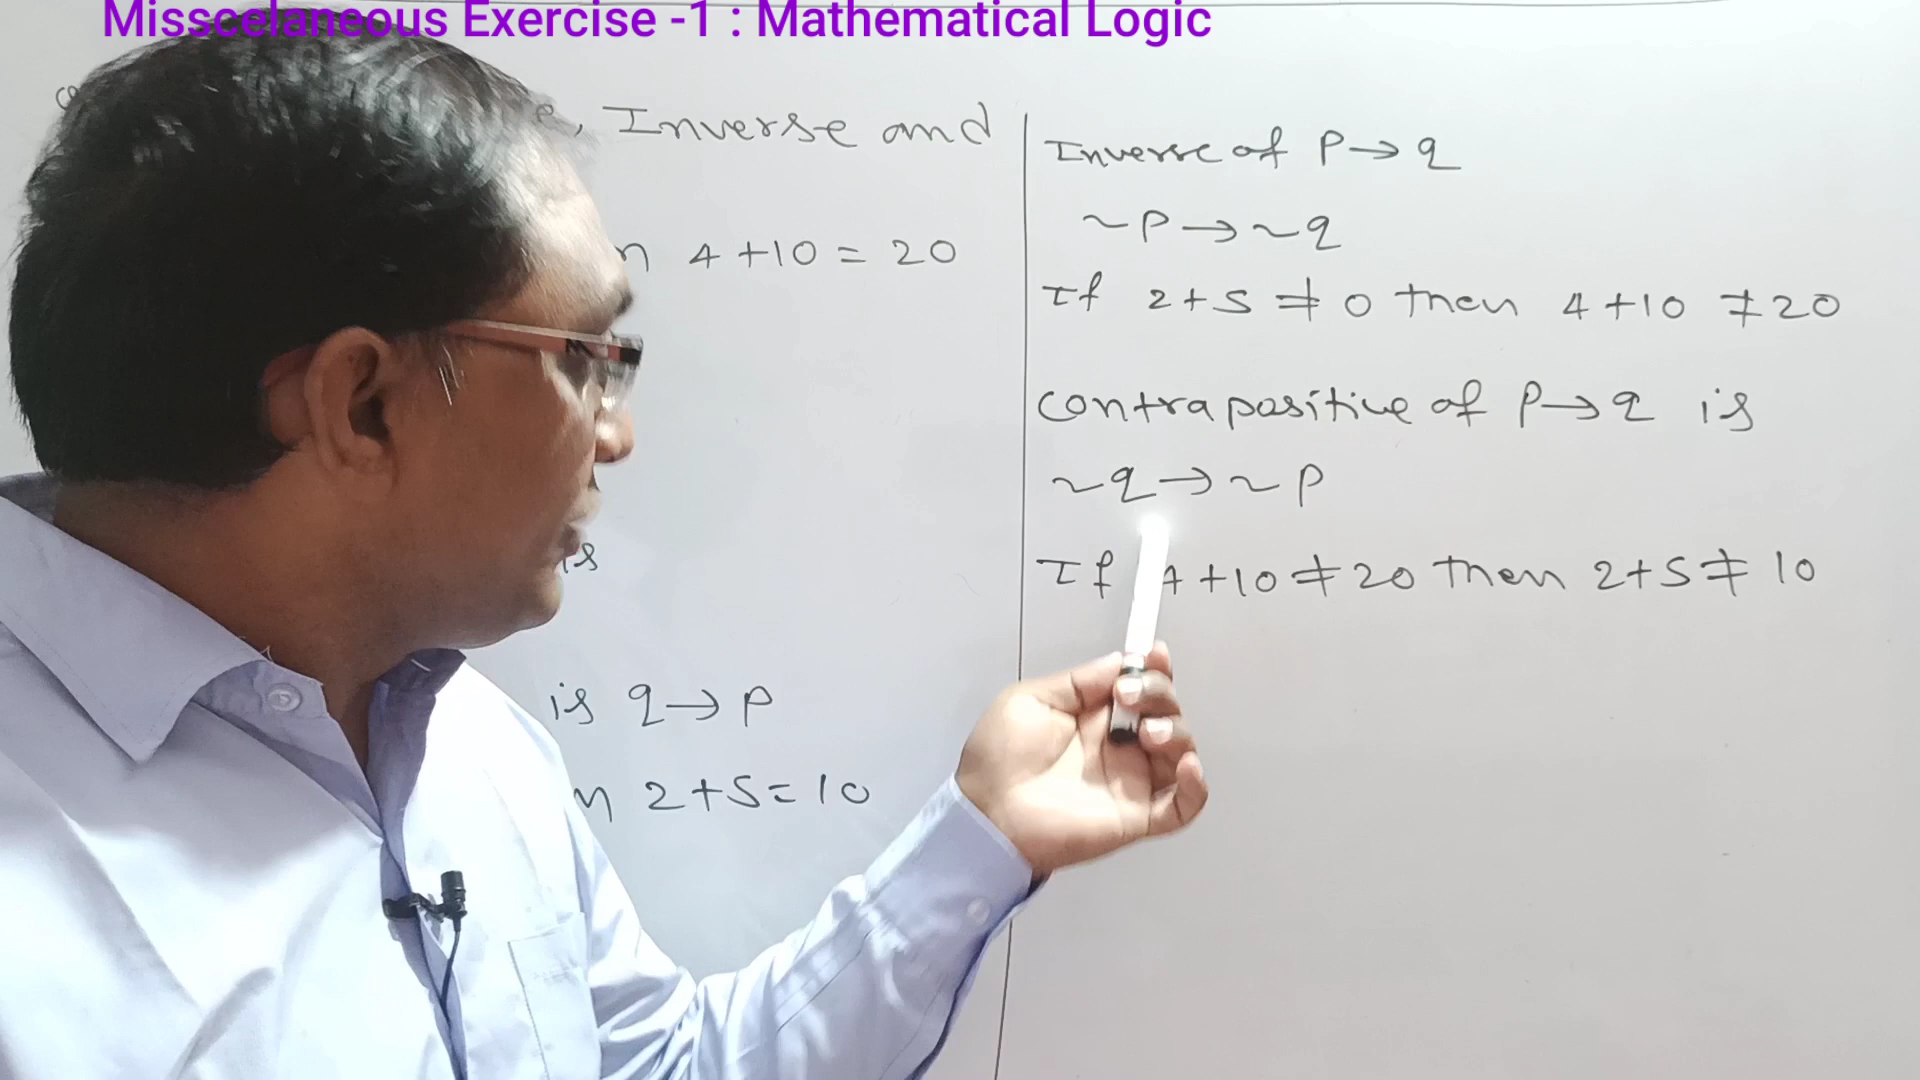 Misscelaneous Exercise -1 : Mathematical Logic
Inverse and
4 + 10 = 20
is
is q → p
2 + 5 = 10
Inverse of p → q
~p → ~q
If 2 + 5 ≠ 0 then 4 + 10 ≠ 20
contrapositive of p → q is
~q → ~p
If 4 + 10 ≠ 20 then 2 + 5 ≠ 10